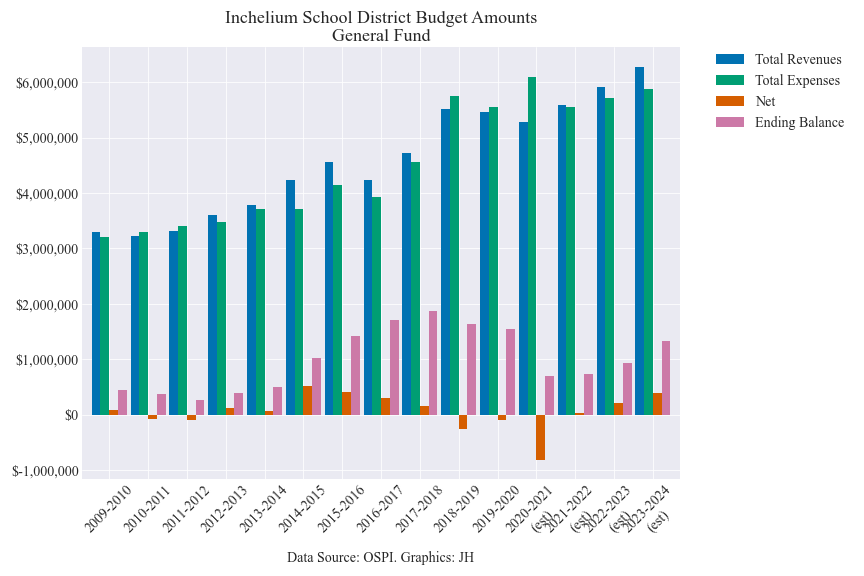 Inchelium School District Budget Amounts
General Fund
Total Revenues
Total Expenses
Net
Ending Balance
$6,000,000
$5,000,000
$4,000,000
$3,000,000
$2,000,000
$1,000,000
$0
$-1,000,000
2009-2010
2010-2011
2011-2012
2012-2013
2013-2014
2014-2015
2015-2016
2016-2017
2017-2018
2018-2019
2019-2020
2020-2021
(est)
2021-2022
(est)
2022-2023
(est)
2023-2024
(est)
Data Source: OSPI. Graphics: JH